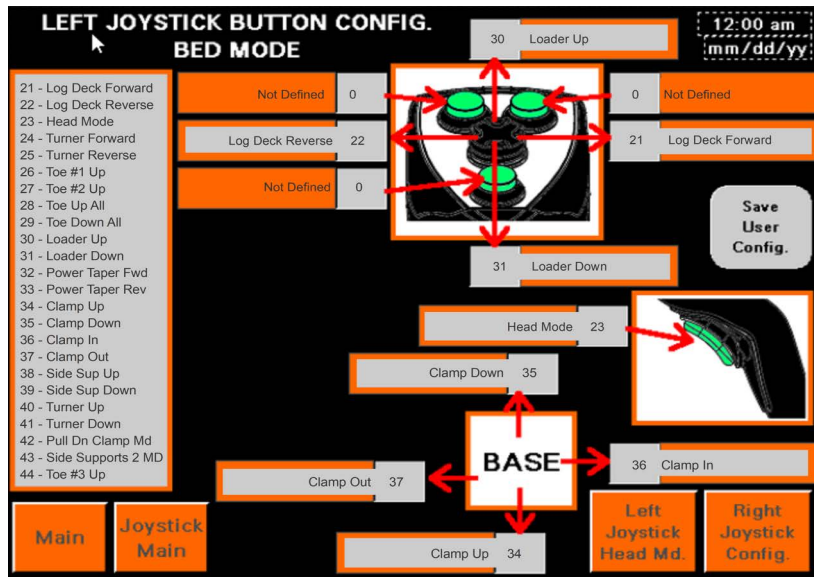 LEFT JOYSTICK BUTTON CONFIG.
BED MODE
12:00 am
mm/dd/yy
30 Loader Up
21 - Log Deck Forward
22 - Log Deck Reverse
23 - Head Mode
24 - Turner Forward
25 - Turner Reverse
26 - Toe #1 Up
27 - Toe #2 Up
28 - Toe Up All
29 - Toe Down All
30 - Loader Up
31 - Loader Down
32 - Power Taper Fwd
33 - Power Taper Rev
34 - Clamp Up
35 - Clamp Down
36 - Clamp In
37 - Clamp Out
38 - Side Sup Up
39 - Side Sup Down
40 - Turner Up
41 - Turner Down
42 - Pull Dn Clamp Md
43 - Side Supports 2 MD
44 - Toe #3 Up
Not Defined 0
0 Not Defined
Log Deck Reverse 22
21 Log Deck Forward
Not Defined 0
31 Loader Down
Save
User
Config.
Head Mode 23
Clamp Down 35
BASE
36 Clamp In
Clamp Out 37
Clamp Up 34
Main
Joystick
Main
Left
Joystick
Head Md.
Right
Joystick
Config.